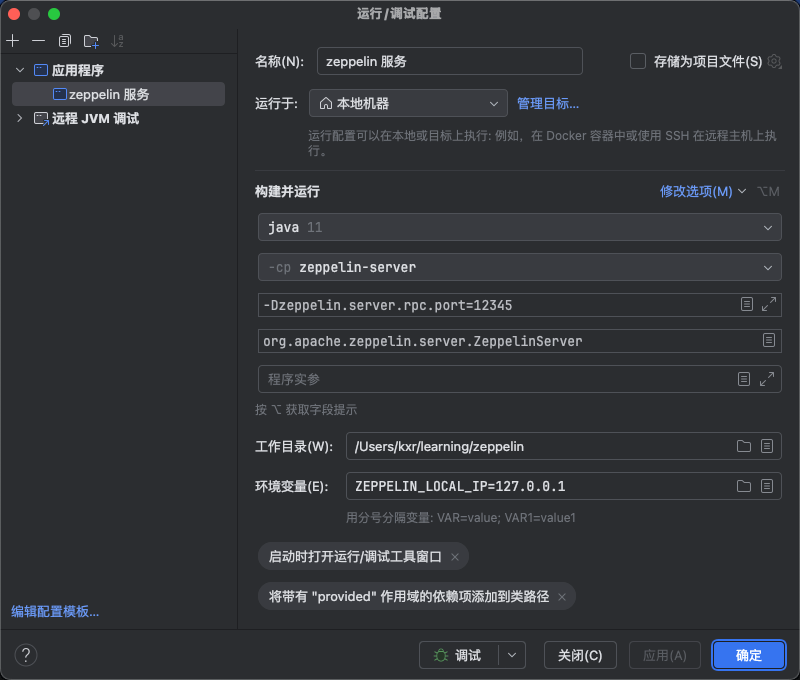 运行/调试配置
应用程序
zeppelin 服务
远程 JVM 调试
编辑配置模板...
名称(N):
zeppelin 服务
存储为项目文件(S)
运行于:
本地机器
管理目标...
运行配置可以在本地或目标上执行: 例如，在 Docker 容器中或使用 SSH 在远程主机上执
行。
构建并运行
修改选项(M)
⌥M
java 11
-cp zeppelin-server
-Dzeppelin.server.rpc.port=12345
org.apache.zeppelin.server.ZeppelinServer
程序实参
按 ⌥ 获取字段提示
工作目录(W):
/Users/kxr/learning/zeppelin
环境变量(E):
ZEPPELIN_LOCAL_IP=127.0.0.1
用分号分隔变量: VAR=value; VAR1=value1
启动时打开运行/调试工具窗口 ×
将带有 "provided" 作用域的依赖项添加到类路径 ×
?
调试
关闭(C)
应用(A)
确定